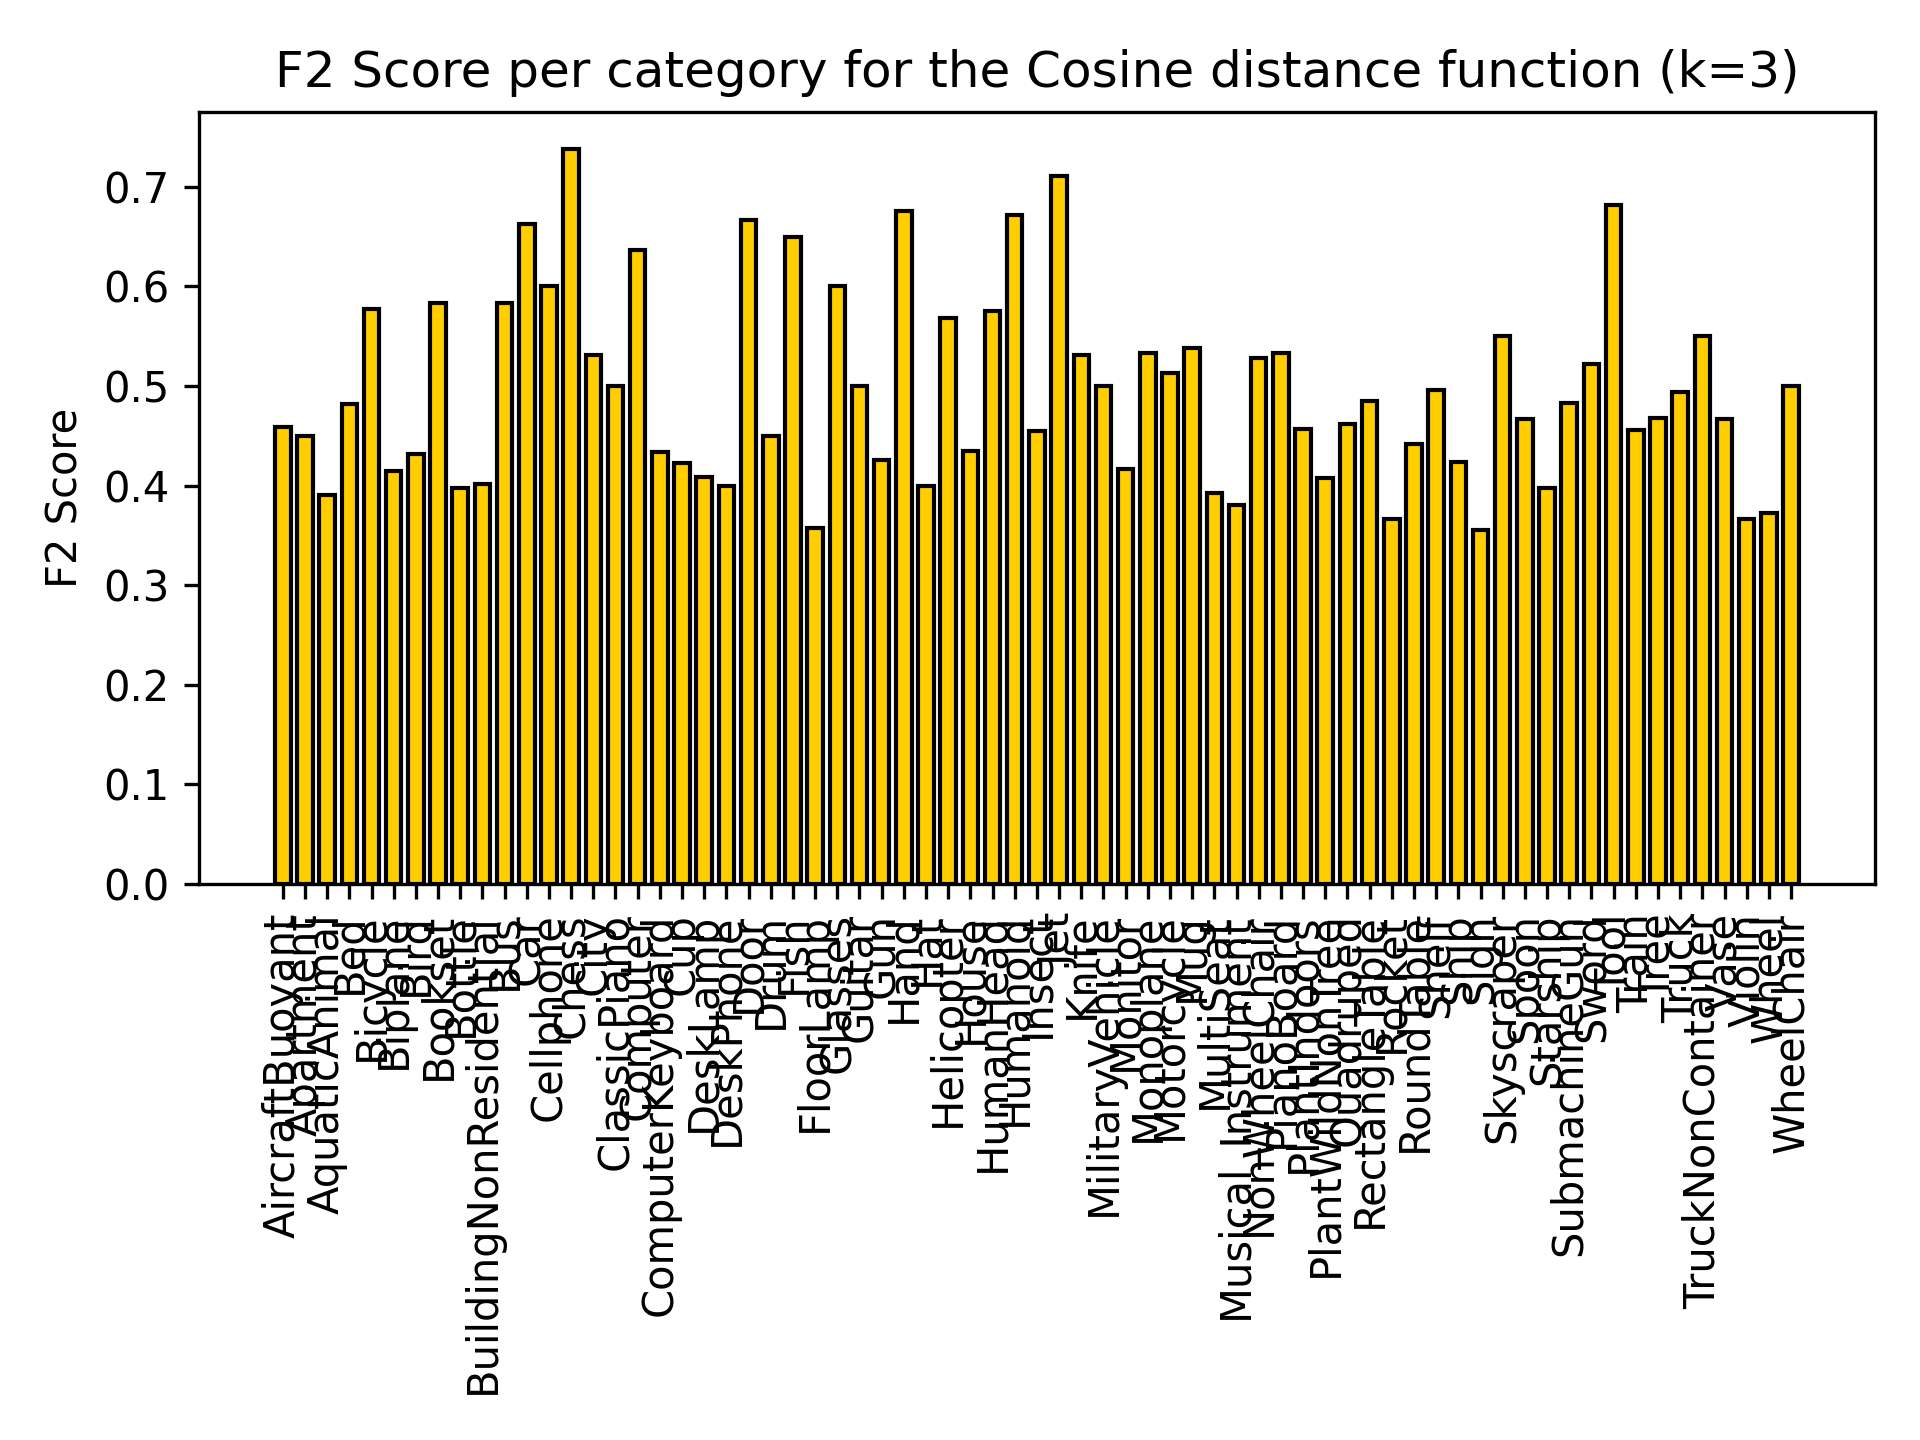 F2 Score per category for the Cosine distance function (k=3)
F2 Score
0.7
0.6
0.5
0.4
0.3
0.2
0.1
0.0
AircraftBuoyant
Apartment
AquaticAnimal
Bed
Bicycle
Biplane
Bird
Bookset
Bottle
BuildingNonResidential
Bus
Car
Cellphone
Chess
City
ClassicPiano
Computer
ComputerKeyboard
Cup
DeskLamp
DeskPhone
Door
Drum
Fish
FloorLamp
Glasses
Guitar
Gun
Hand
Hat
Helicopter
House
HumanHead
Humanoid
Insect
Jet
Knife
MilitaryVehicle
Monitor
Monoplane
Motorcycle
Mug
MultiSeat
Musical_Instrument
NonWheelChair
PianoBoard
PlantIndoors
PlantWildNonTree
Quadruped
RectangleTable
Rocket
RoundTable
Shelf
Ship
Sign
Skyscraper
Spoon
Starship
SubmachineGun
Sword
Tool
Train
Tree
Truck
TruckNonContainer
Vase
Violin
Wheel
WheelChair